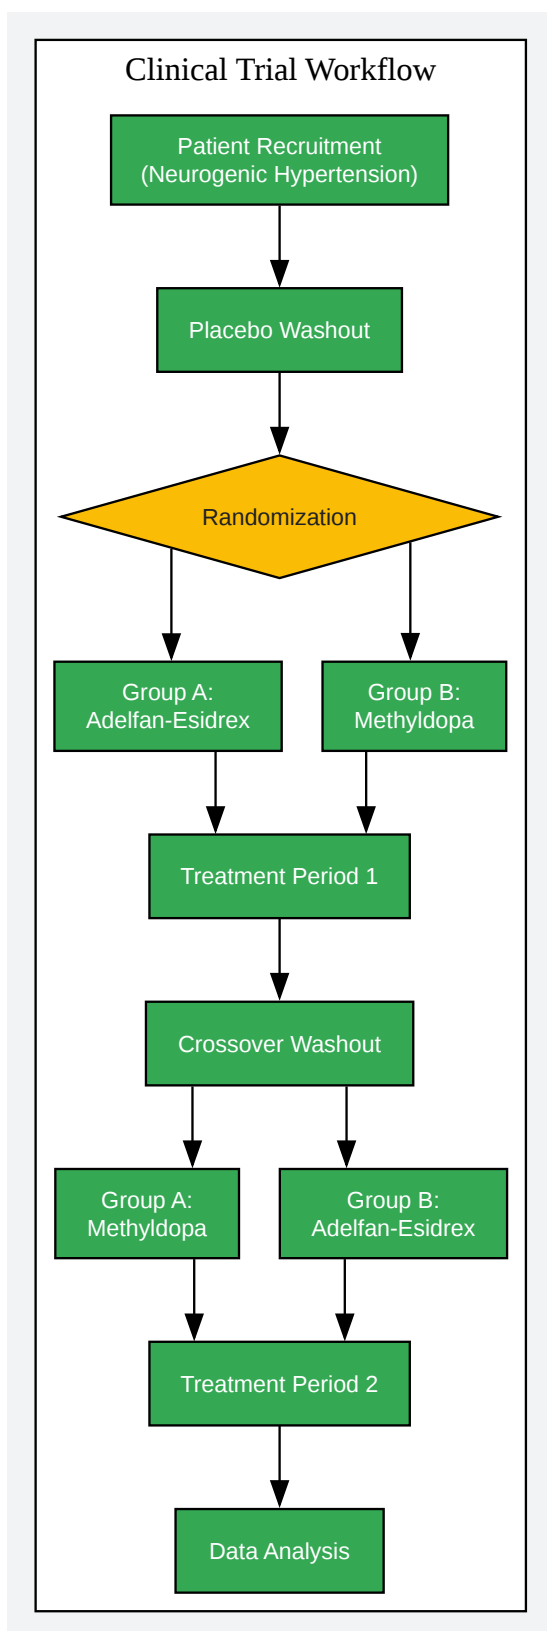 Clinical Trial Workflow
Patient Recruitment
(Neurogenic Hypertension)
Placebo Washout
Randomization
Group A:
Adelfan-Esidrex
Group B:
Methyldopa
Treatment Period 1
Crossover Washout
Group A:
Methyldopa
Group B:
Adelfan-Esidrex
Treatment Period 2
Data Analysis